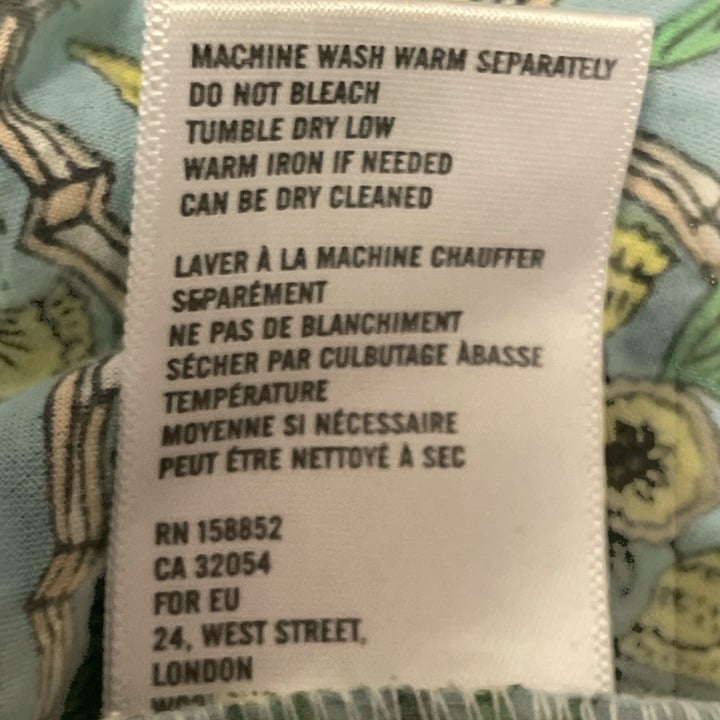 MACHINE WASH WARM SEPARATELY
DO NOT BLEACH
TUMBLE DRY LOW
WARM IRON IF NEEDED
CAN BE DRY CLEANED
LAVER À LA MACHINE CHAUFFER
SEPARÉMENT
NE PAS DE BLANCHIMENT
SÉCHER PAR CULBUTAGE ÀBASSE
TEMPÉRATURE
MOYENNE SI NÉCESSAIRE
PEUT ÊTRE NETTOYÉ À SEC
RN 158852
CA 32054
FOR EU
24, WEST STREET,
LONDON